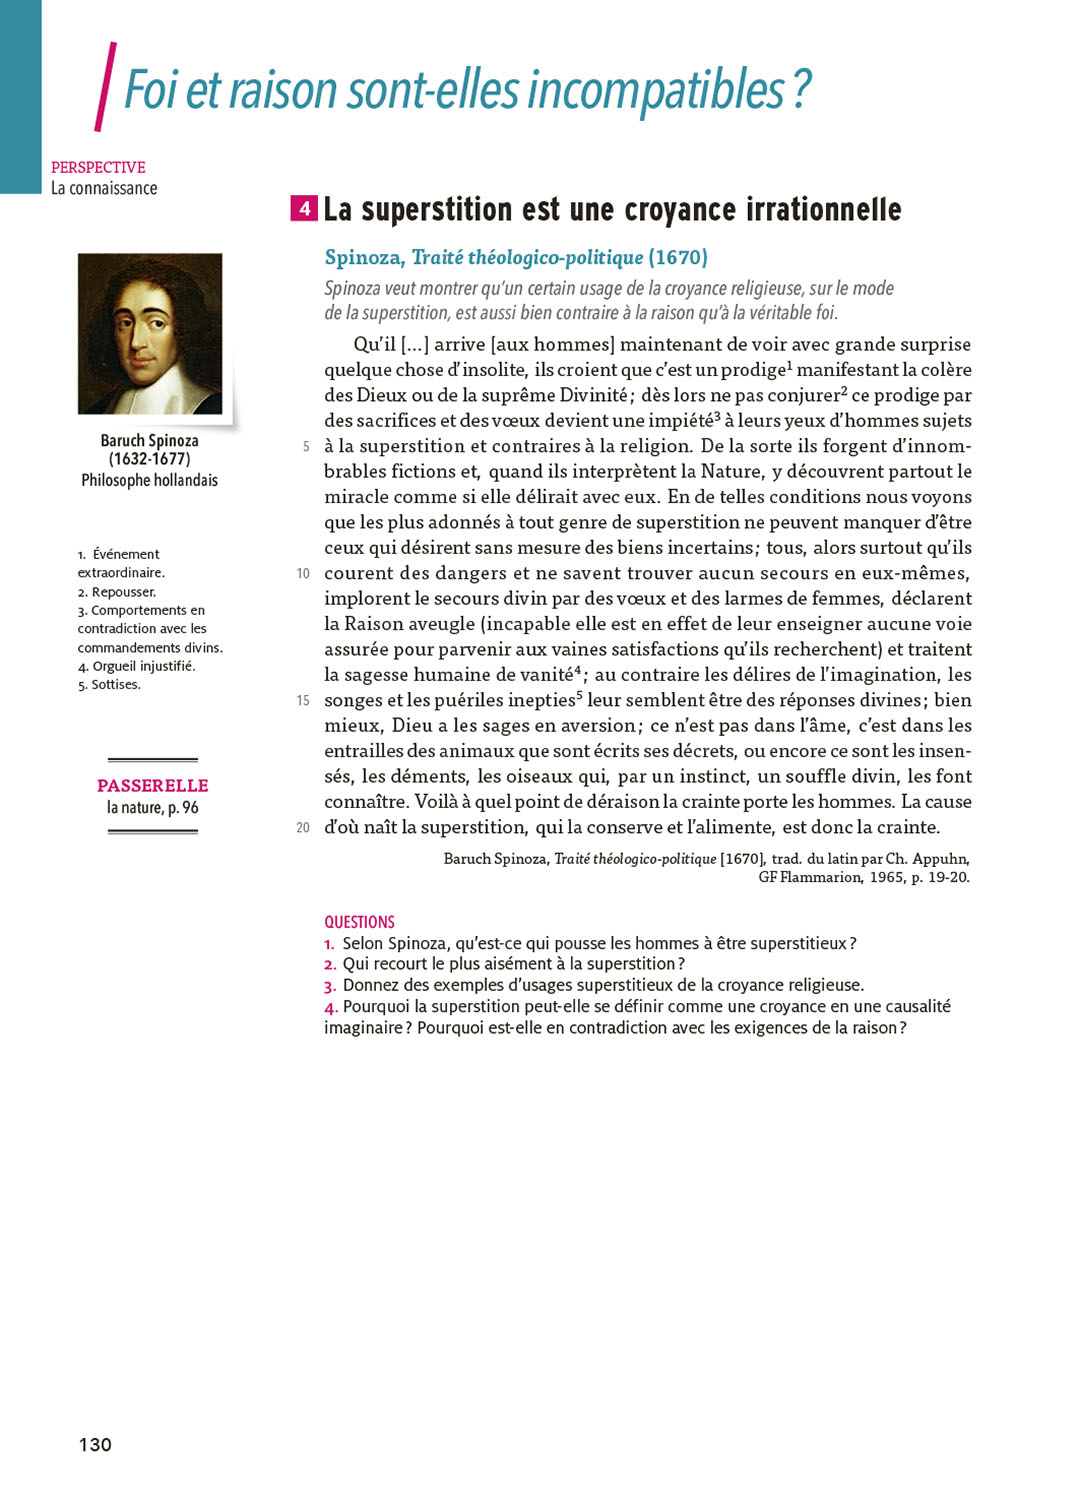 Foi et raison sont-elles incompatibles ?
PERSPECTIVE
La connaissance
4 La superstition est une croyance irrationnelle
Spinoza, Traité théologico-politique (1670)
Spinoza veut montrer qu'un certain usage de la croyance religieuse, sur le mode
de la superstition, est aussi bien contraire à la raison qu'à la véritable foi.
Qu'il [...] arrive [aux hommes] maintenant de voir avec grande surprise
quelque chose d'insolite, ils croient que c'est un prodige¹ manifestant la colère
des Dieux ou de la suprême Divinité ; dès lors ne pas conjurer² ce prodige par
des sacrifices et des vœux devient une impiété³ à leurs yeux d'hommes sujets
5 à la superstition et contraires à la religion. De la sorte ils forgent d'innom-
brables fictions et, quand ils interprètent la Nature, y découvrent partout le
miracle comme si elle délirait avec eux. En de telles conditions nous voyons
que les plus adonnés à tout genre de superstition ne peuvent manquer d'être
ceux qui désirent sans mesure des biens incertains ; tous, alors surtout qu'ils
10 courent des dangers et ne savent trouver aucun secours en eux-mêmes,
implorent le secours divin par des vœux et des larmes de femmes, déclarent
la Raison aveugle (incapable elle est en effet de leur enseigner aucune voie
assurée pour parvenir aux vaines satisfactions qu'ils recherchent) et traitent
la sagesse humaine de vanité⁴ ; au contraire les délires de l'imagination, les
15 songes et les puériles inepties⁵ leur semblent être des réponses divines ; bien
mieux, Dieu a les sages en aversion ; ce n'est pas dans l'âme, c'est dans les
entrailles des animaux que sont écrits ses décrets, ou encore ce sont les insen-
sés, les déments, les oiseaux qui, par un instinct, un souffle divin, les font
connaître. Voilà à quel point de déraison la crainte porte les hommes. La cause
20 d'où naît la superstition, qui la conserve et l'alimente, est donc la crainte.
Baruch Spinoza, Traité théologico-politique [1670], trad. du latin par Ch. Appuhn,
GF Flammarion, 1965, p. 19-20.
Baruch Spinoza
(1632-1677)
Philosophe hollandais
1. Événement
extraordinaire.
2. Repousser.
3. Comportements en
contradiction avec les
commandements divins.
4. Orgueil injustifié.
5. Sottises.
PASSERELLE
la nature, p. 96
QUESTIONS
1. Selon Spinoza, qu'est-ce qui pousse les hommes à être superstitieux ?
2. Qui recourt le plus aisément à la superstition ?
3. Donnez des exemples d'usages superstitieux de la croyance religieuse.
4. Pourquoi la superstition peut-elle se définir comme une croyance en une causalité
imaginaire ? Pourquoi est-elle en contradiction avec les exigences de la raison ?
130